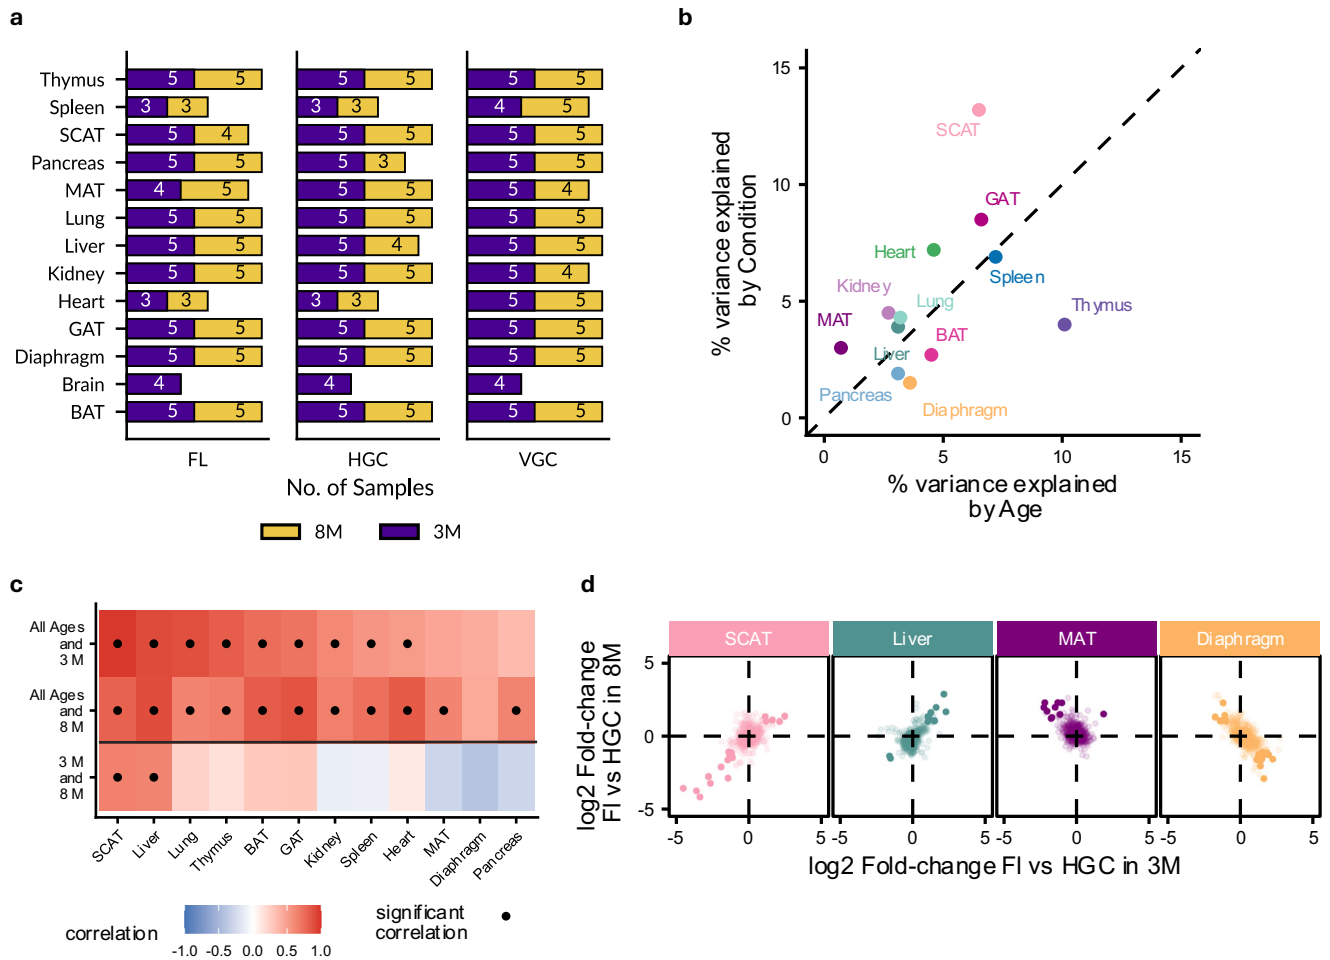 a
Thymus 5 5 5 5 5 5
Spleen 3 3 3 3 4 5
SCAT 5 4 5 5 5 5
Pancreas 5 5 5 3 5 5
MAT 4 5 5 5 5 4
Lung 5 5 5 5 5 5
Liver 5 5 5 4 5 5
Kidney 5 5 5 5 5 4
Heart 3 3 3 3 5 5
GAT 5 5 5 5 5 5
Diaphragm 5 5 5 5 5 5
Brain 4 4 4
BAT 5 5 5 5 5 5
FL HGC VGC
No. of Samples
8M 3M
b
% variance explained
by Condition
15
10
5
0
SCAT
GAT
Heart
Spleen
Kidney
Lung
Thymus
MAT
BAT
Liver
Pancreas
Diaphragm
0 5 10 15
% variance explained
by Age
c
All Ages
and
3 M
All Ages
and
8 M
3 M
and
8 M
SCAT Liver Lung Thymus BAT GAT Kidney Spleen Heart MAT Diaphragm Pancreas
correlation
-1.0 -0.5 0.0 0.5 1.0
significant
correlation
d
SCAT Liver MAT Diaphragm
log2 Fold-change
Fl vs HGC in 8M
5
0
-5
-5 0 5 -5 0 5 -5 0 5 -5 0 5
log2 Fold-change Fl vs HGC in 3M